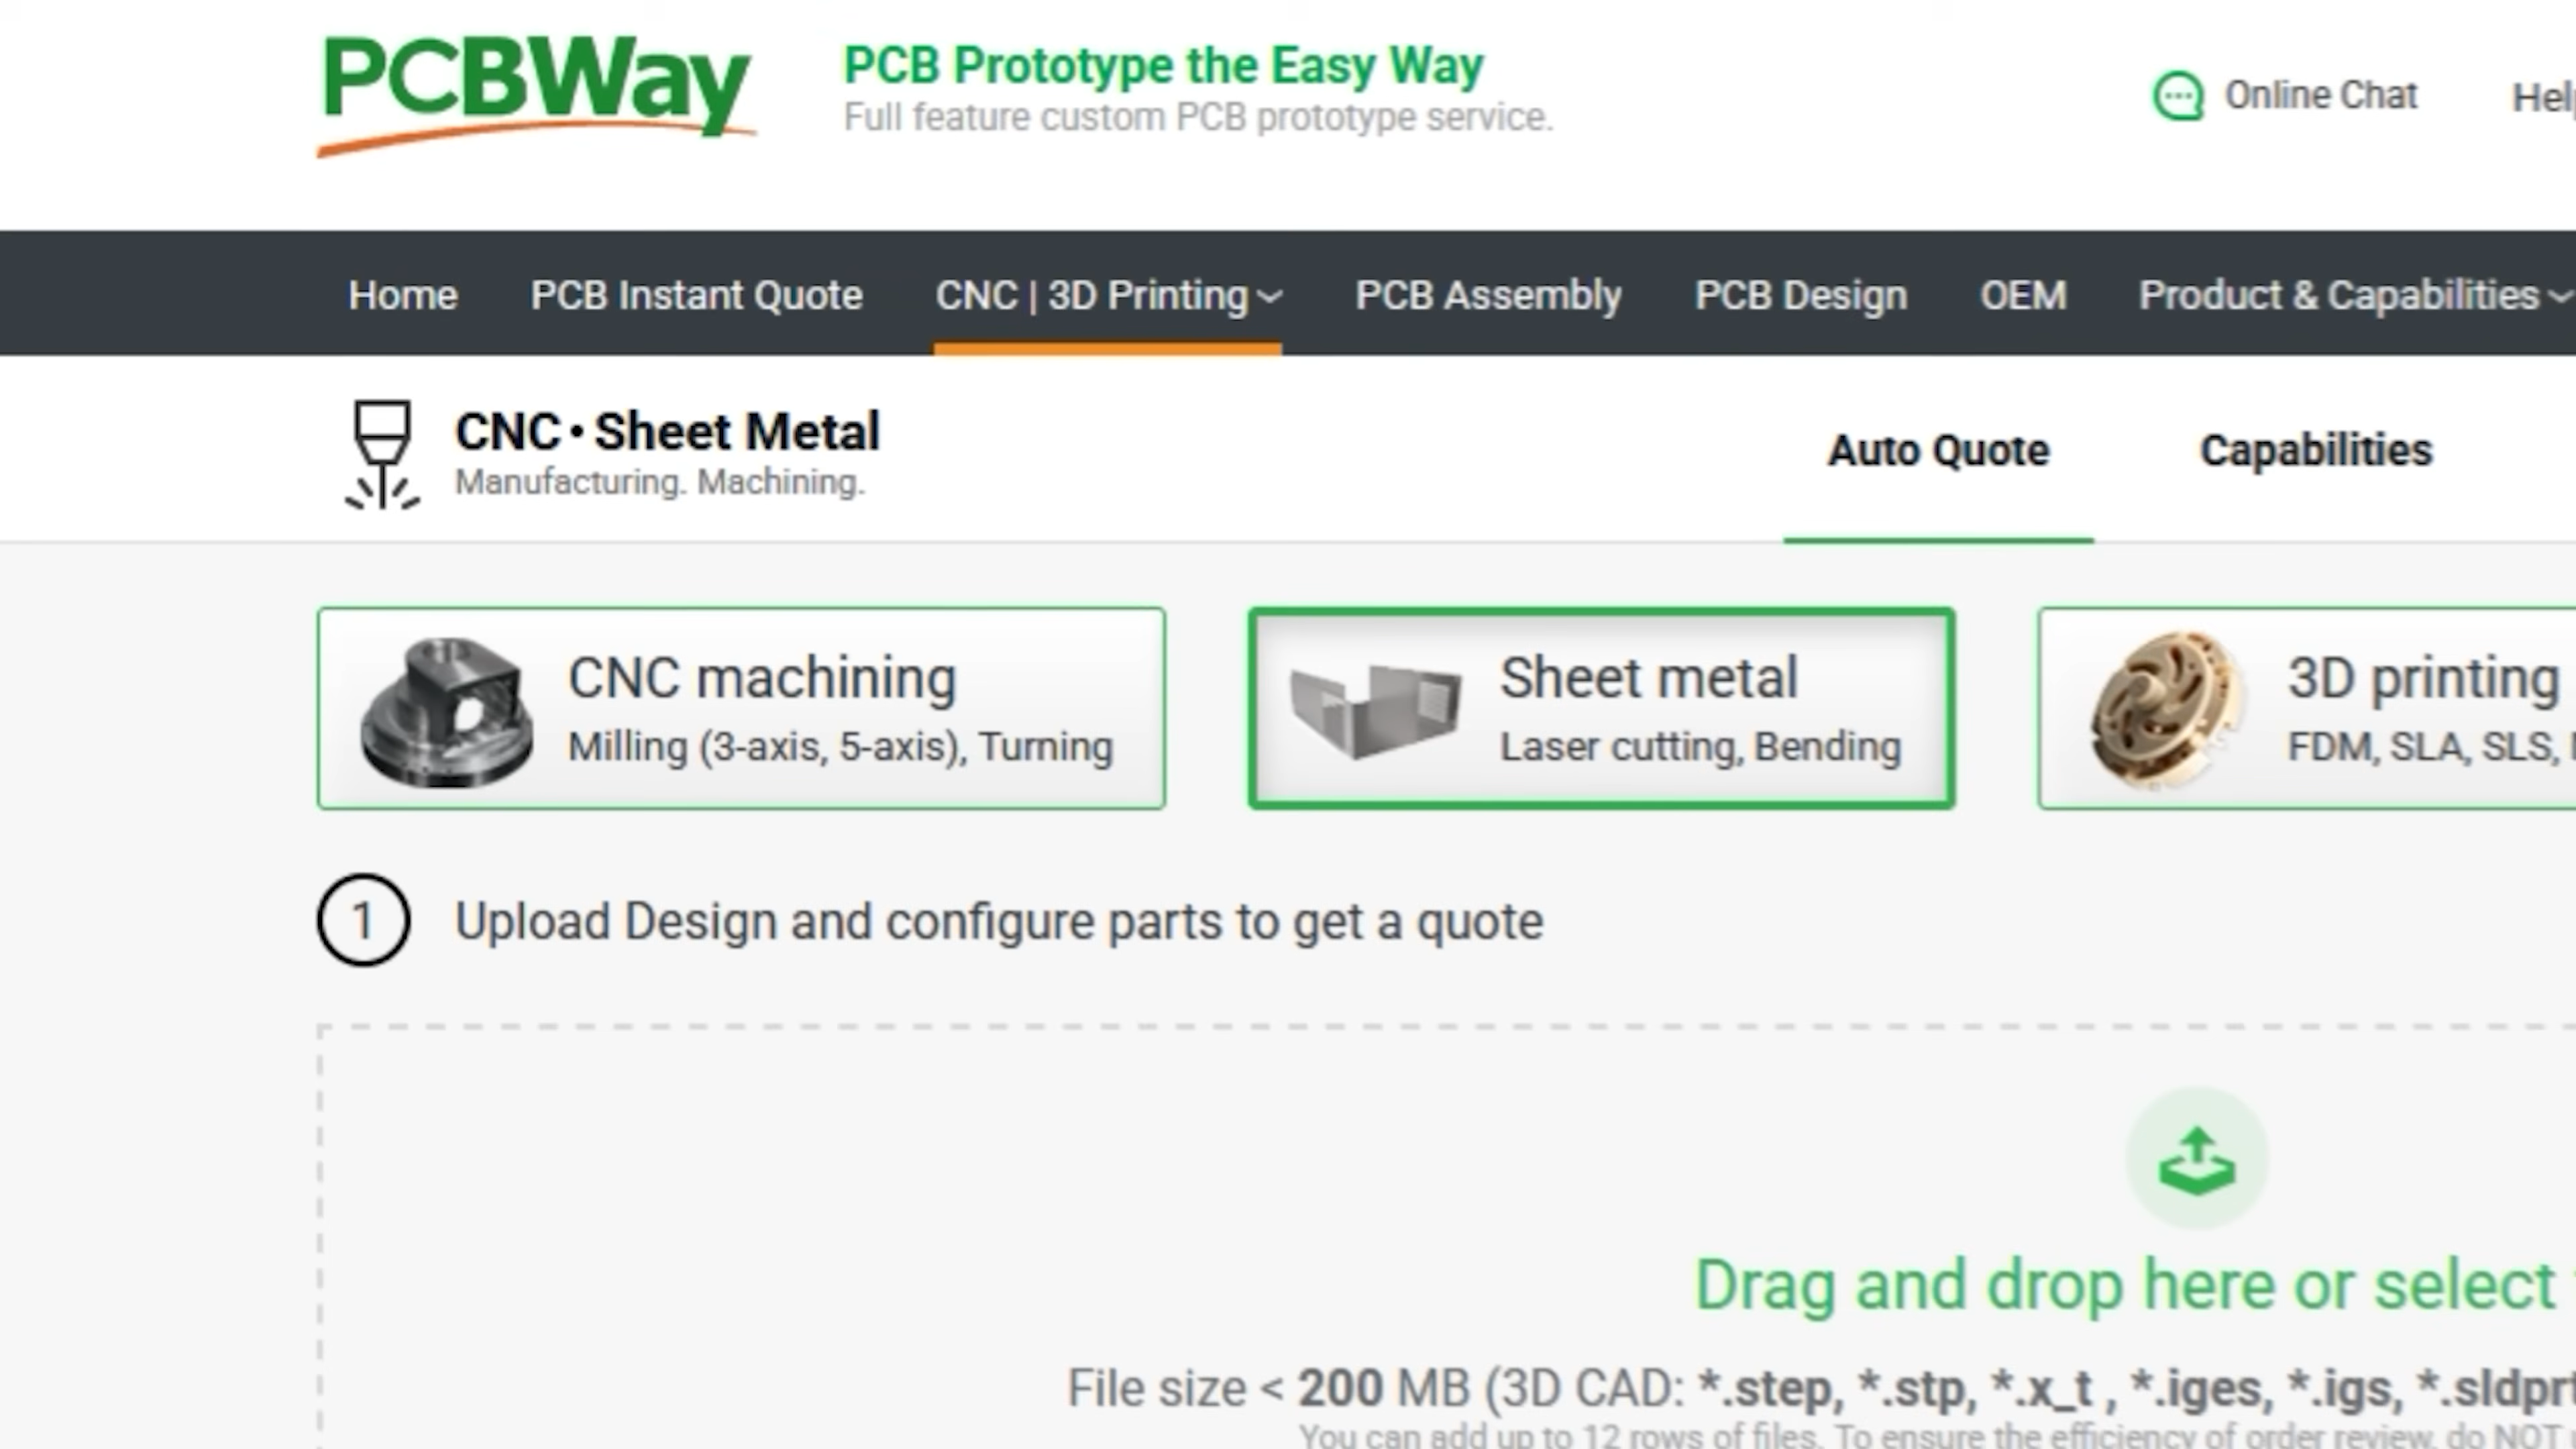 PCBWay
PCB Prototype the Easy Way
Full feature custom PCB prototype service.
Online Chat
Home PCB Instant Quote CNC | 3D Printing PCB Assembly PCB Design OEM Product & Capabilities
CNC • Sheet Metal
Manufacturing. Machining.
Auto Quote Capabilities
CNC machining
Milling (3-axis, 5-axis), Turning
Sheet metal
Laser cutting, Bending
3D printing
FDM, SLA, SLS,
1 Upload Design and configure parts to get a quote
Drag and drop here or select
File size < 200 MB (3D CAD: *.step, *.stp, *.x_t , *.iges, *.igs, *.sldprt
You can add up to 12 rows of files. To ensure the efficiency of order review, do NOT